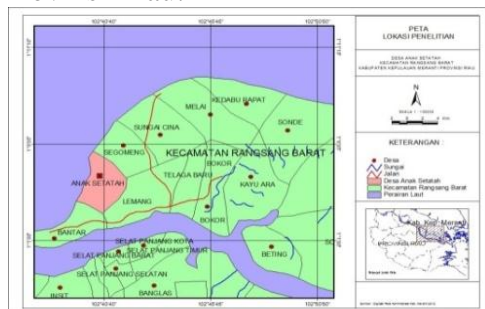 PETA
LOKASI PENELITIAN
DESA ANAK SETATAH
KECAMATAN RANGSANG BARAT
KABUPATEN KEPULAUAN MERANTI PROVINSI RIAU
N
KETERANGAN :
Desa
Sungai
Jalan
Desa Anak Setatah
Kecamatan Rangsang Barat
Perairan Laut
KEDABU RAPAT
MELAI
SONDE
SUNGAI CINA
SEGOMENG
KECAMATAN RANGSANG BARAT
BOKOR
TELAGA BARU
KAYU ARA
ANAK SETATAH
LEMANG
BOKOR
BANTAR
SELAT PANJANG KOTA
SELAT PANJANG TIMUR
SELAT PANJANG BARAT
BETING
SELAT PANJANG SELATAN
INSIT
BANGLAS